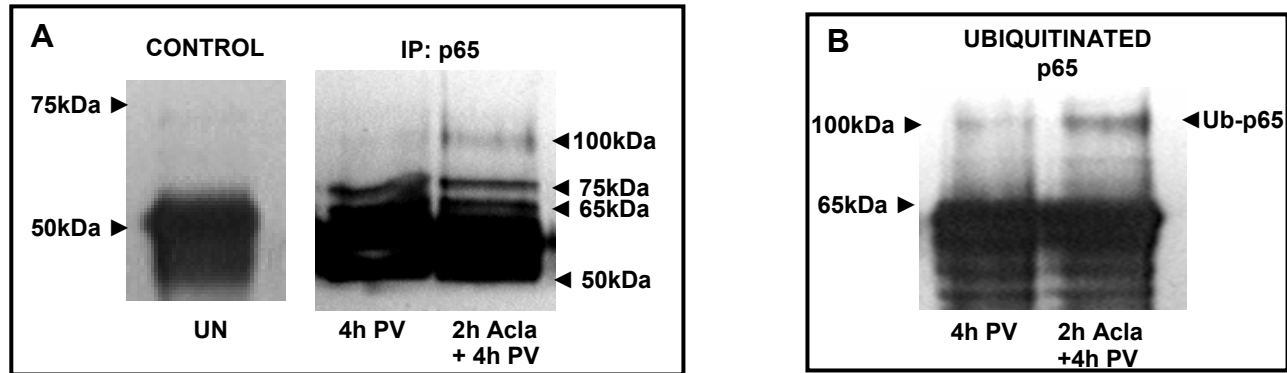 A
CONTROL
IP: p65
75kDa ►
50kDa ►
◄100kDa
◄ 75kDa
◄ 65kDa
◄ 50kDa
UN
4h PV
2h Acla
+ 4h PV
B
UBIQUITINATED
p65
100kDa ►
◄Ub-p65
65kDa ►
4h PV
2h Acla
+4h PV